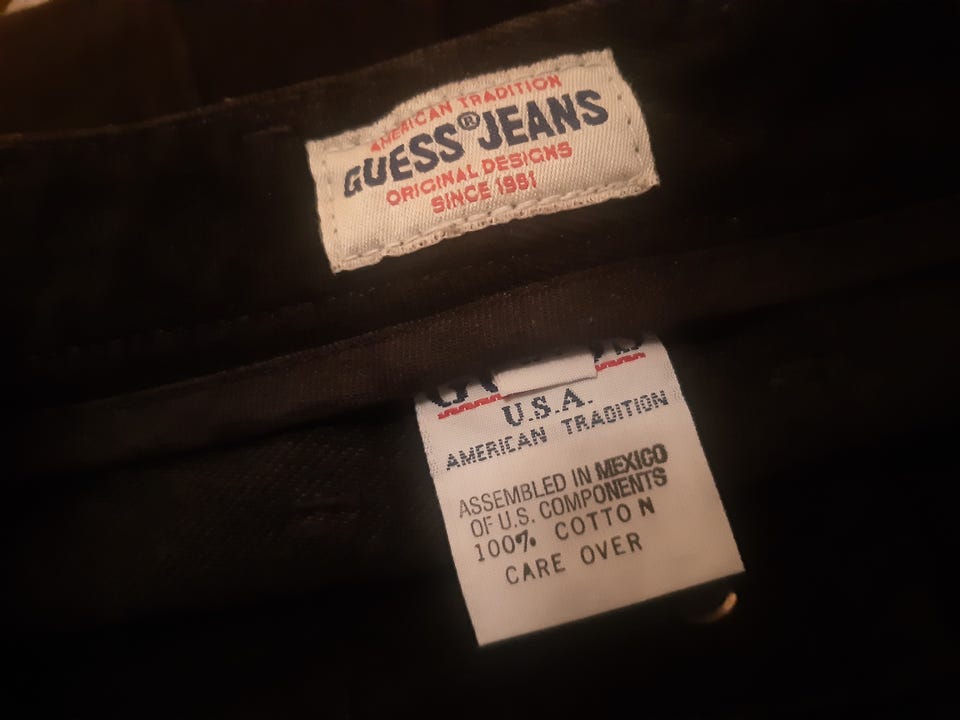 AMERICAN TRADITION
GUESS® JEANS
ORIGINAL DESIGNS
SINCE 1981
U.S.A.
AMERICAN TRADITION
ASSEMBLED IN MEXICO
OF U.S. COMPONENTS
100% COTTON
CARE OVER